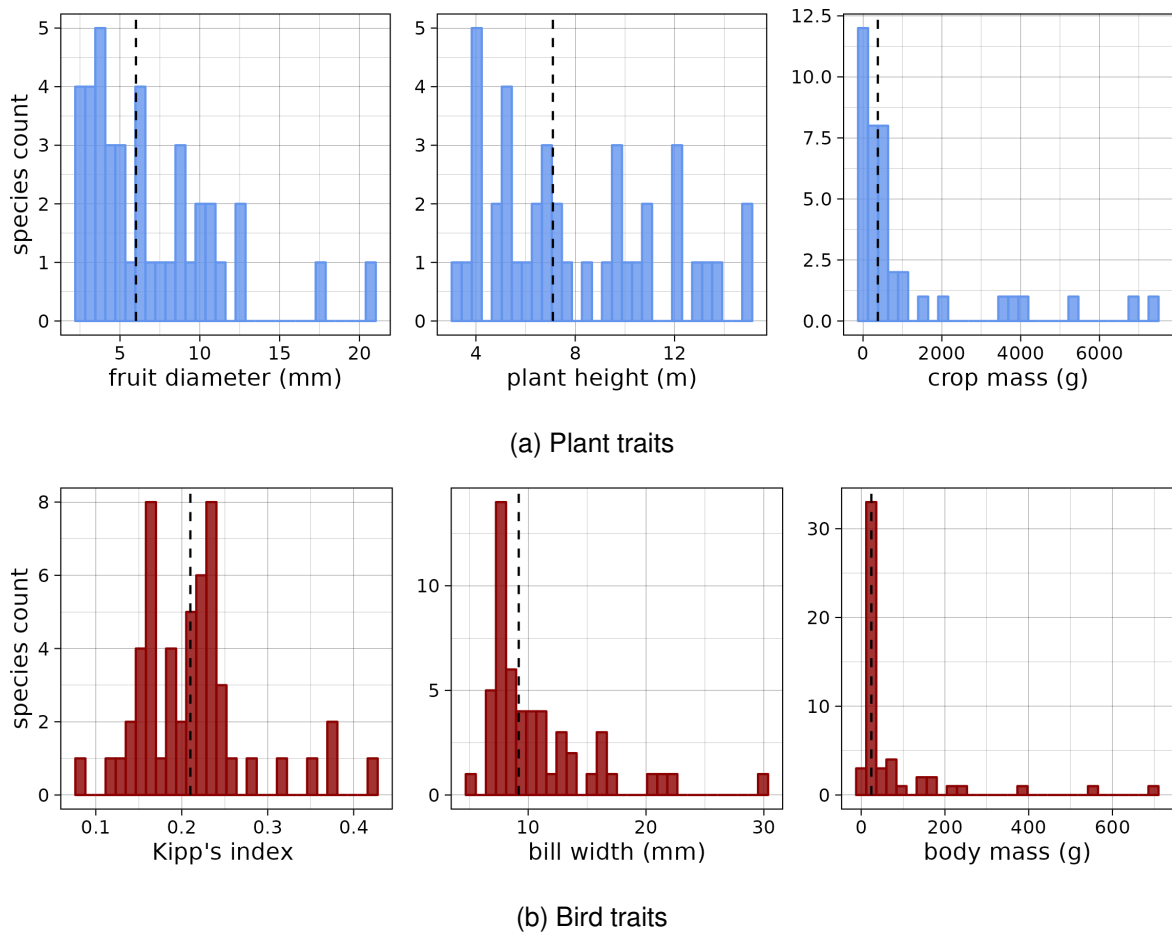 species count
5
4
3
2
1
0
5 10 15 20
fruit diameter (mm)
5
4
3
2
1
0
4 8 12
plant height (m)
12.5
10.0
7.5
5.0
2.5
0.0
0 2000 4000 6000
crop mass (g)
(a) Plant traits
species count
8
6
4
2
0
0.1 0.2 0.3 0.4
Kipp's index
10
5
0
10 20 30
bill width (mm)
30
20
10
0
0 200 400 600
body mass (g)
(b) Bird traits